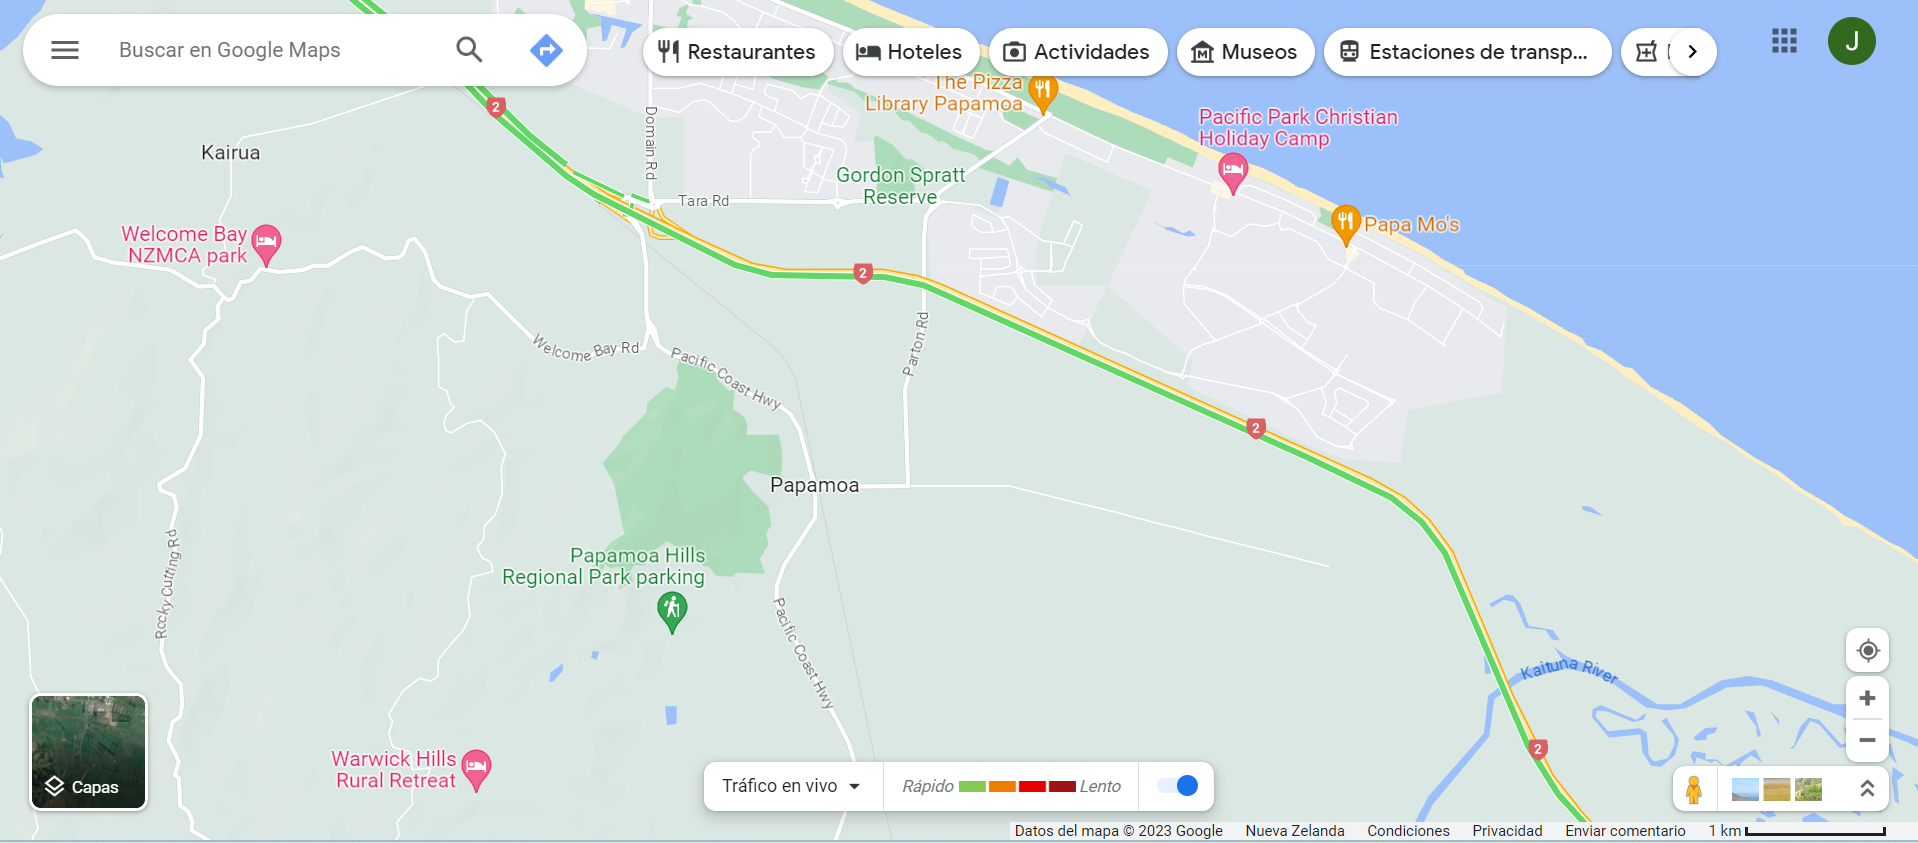 Buscar en Google Maps
Restaurantes
Hoteles
Actividades
Museos
Estaciones de transp...
J
2
The Pizza
Library Papamoa
Pacific Park Christian
Holiday Camp
Kairua
Domain Rd
Gordon Spratt
Reserve
Tara Rd
Papa Mo's
Welcome Bay
NZMCA park
2
Welcome Bay Rd
Pacific Coast Hwy
Parton Rd
2
Papamoa
Rocky Cutting Rd
Papamoa Hills
Regional Park parking
Pacific Coast Hwy
Kaituna River
2
Warwick Hills
Rural Retreat
Capas
Tráfico en vivo
Rápido
Lento
Datos del mapa © 2023 Google
Nueva Zelanda
Condiciones
Privacidad
Enviar comentario
1 km